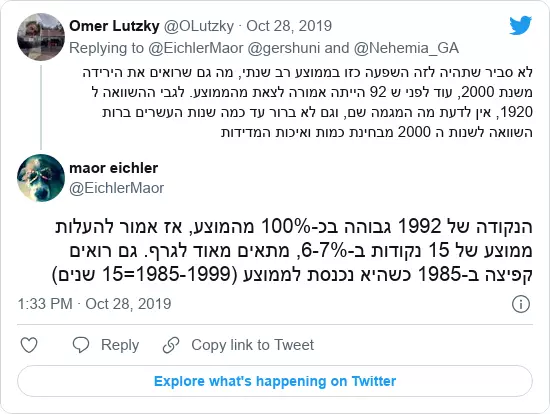 Omer Lutzky @OLutzky · Oct 28, 2019
Replying to @EichlerMaor @gershuni and @Nehemia_GA
לא סביר שתהיה לזה השפעה כזו בממוצע רב שנתי, מה גם שרואים את הירידה
משנת 2000, עוד לפני ש 92 הייתה אמורה לצאת מהממוצע. לגבי ההשוואה ל
1920, אין לדעת מה המגמה שם, וגם לא ברור עד כמה שנות העשרים ברות
השוואה לשנות ה 2000 מבחינת כמות ואיכות המדידות
maor eichler
@EichlerMaor
הנקודה של 1992 גבוהה בכ-100% מהמוצע, אז אמור להעלות
ממוצע של 15 נקודות ב-6-7%, מתאים מאוד לגרף. גם רואים
קפיצה ב-1985 כשהיא נכנסת לממוצע (1985-1999=15 שנים)
1:33 PM · Oct 28, 2019
Reply Copy link to Tweet
Explore what's happening on Twitter